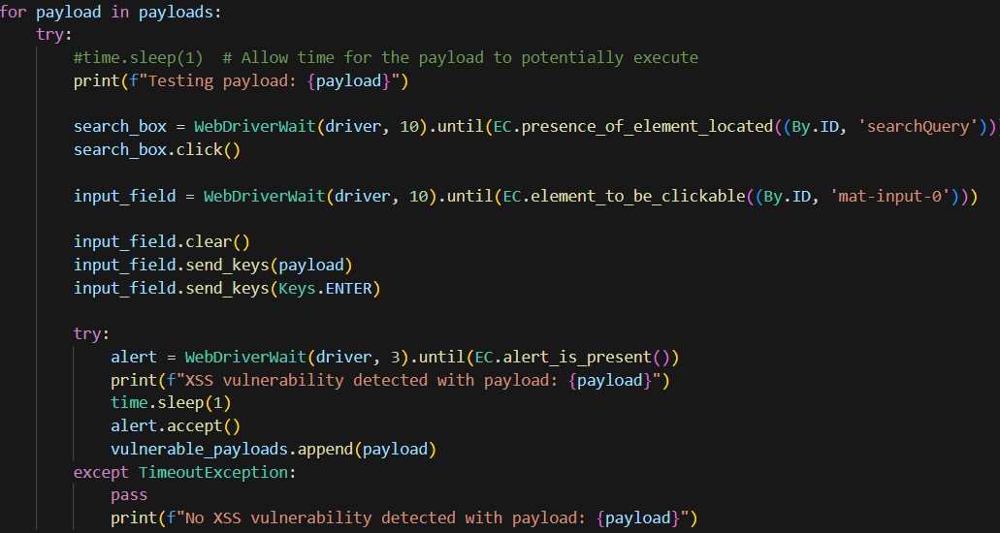 for payload in payloads:
    try:
        #time.sleep(1)  # Allow time for the payload to potentially execute
        print(f"Testing payload: {payload}")
        search_box = WebDriverWait(driver, 10).until(EC.presence_of_element_located((By.ID, 'searchQuery')))
        search_box.click()
        input_field = WebDriverWait(driver, 10).until(EC.element_to_be_clickable((By.ID, 'mat-input-0')))
        input_field.clear()
        input_field.send_keys(payload)
        input_field.send_keys(Keys.ENTER)
        try:
            alert = WebDriverWait(driver, 3).until(EC.alert_is_present())
            print(f"XSS vulnerability detected with payload: {payload}")
            time.sleep(1)
            alert.accept()
            vulnerable_payloads.append(payload)
        except TimeoutException:
            pass
            print(f"No XSS vulnerability detected with payload: {payload}")